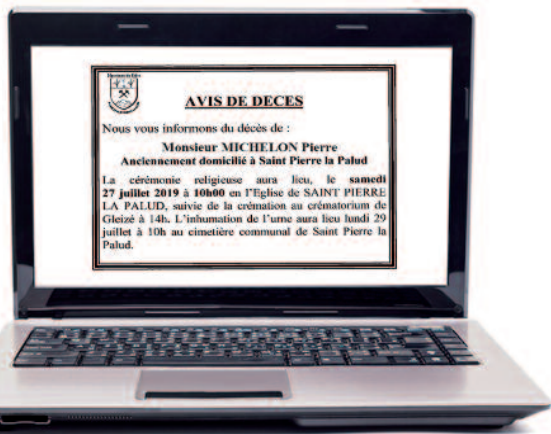 AVIS DE DECES
Nous vous informons du décès de :
Monsieur MICHELON Pierre
Anciennement domicilié à Saint Pierre la Palud
La cérémonie religieuse aura lieu, le samedi
27 juillet 2019 à 10h00 en l'Eglise de SAINT PIERRE
LA PALUD, suivie de la crémation au crématorium de
Gleizé à 14h. L'inhumation de l'urne aura lieu lundi 29
juillet à 10h au cimetière communal de Saint Pierre la
Palud.